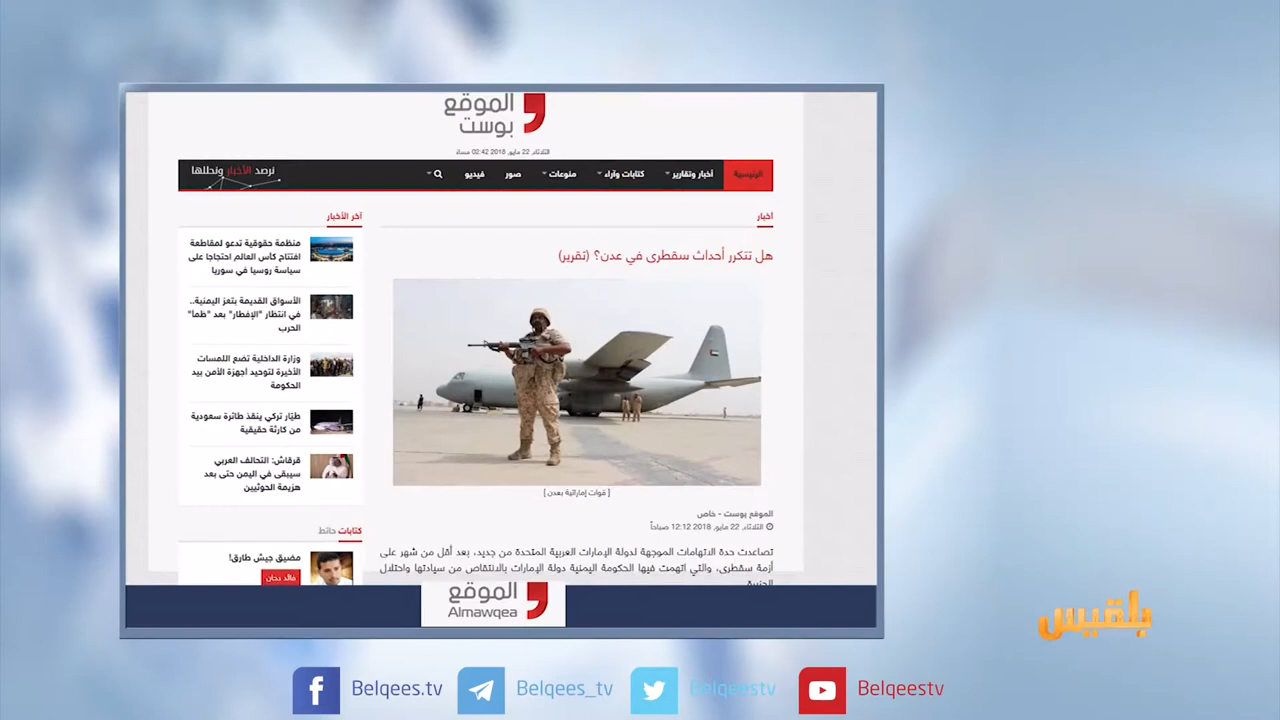 الموقع
بوست
الثلاثاء, 22 مايو, 2018 02:42 مساءً
الرئيسية
أخبار وتقارير
كتابات وآراء
منوعات
صور
فيديو
نرصد الأخبار ونحللها
أخبار
هل تتكرر أحداث سقطرى في عدن؟ (تقرير)
[ قوات إماراتية بعدن ]
الموقع بوست - خاص
الثلاثاء, 22 مايو, 2018 12:12 صباحاً
تصاعدت حدة الاتهامات الموجهة لدولة الإمارات العربية المتحدة من جديد، بعد أقل من شهر على
أزمة سقطرى، والتي اتهمت فيها الحكومة اليمنية دولة الإمارات بالانتقاص من سيادتها واحتلال
آخر الأخبار
منظمة حقوقية تدعو لمقاطعة
افتتاح كأس العالم احتجاجا على
سياسة روسيا في سوريا
الأسواق القديمة بتعز اليمنية..
في انتظار "الإفطار" بعد "ظمأ"
الحرب
وزارة الداخلية تضع اللمسات
الأخيرة لتوحيد أجهزة الأمن بيد
الحكومة
طيّار تركي ينقذ طائرة سعودية
من كارثة حقيقية
قرقاش: التحالف العربي
سيبقى في اليمن حتى بعد
هزيمة الحوثيين
كتابات حائط
مضيق جيش طارق!
الموقع
Almawqea
بلقيس
Belqees.tv
Belqees_tv
belqeestv
Belqeestv